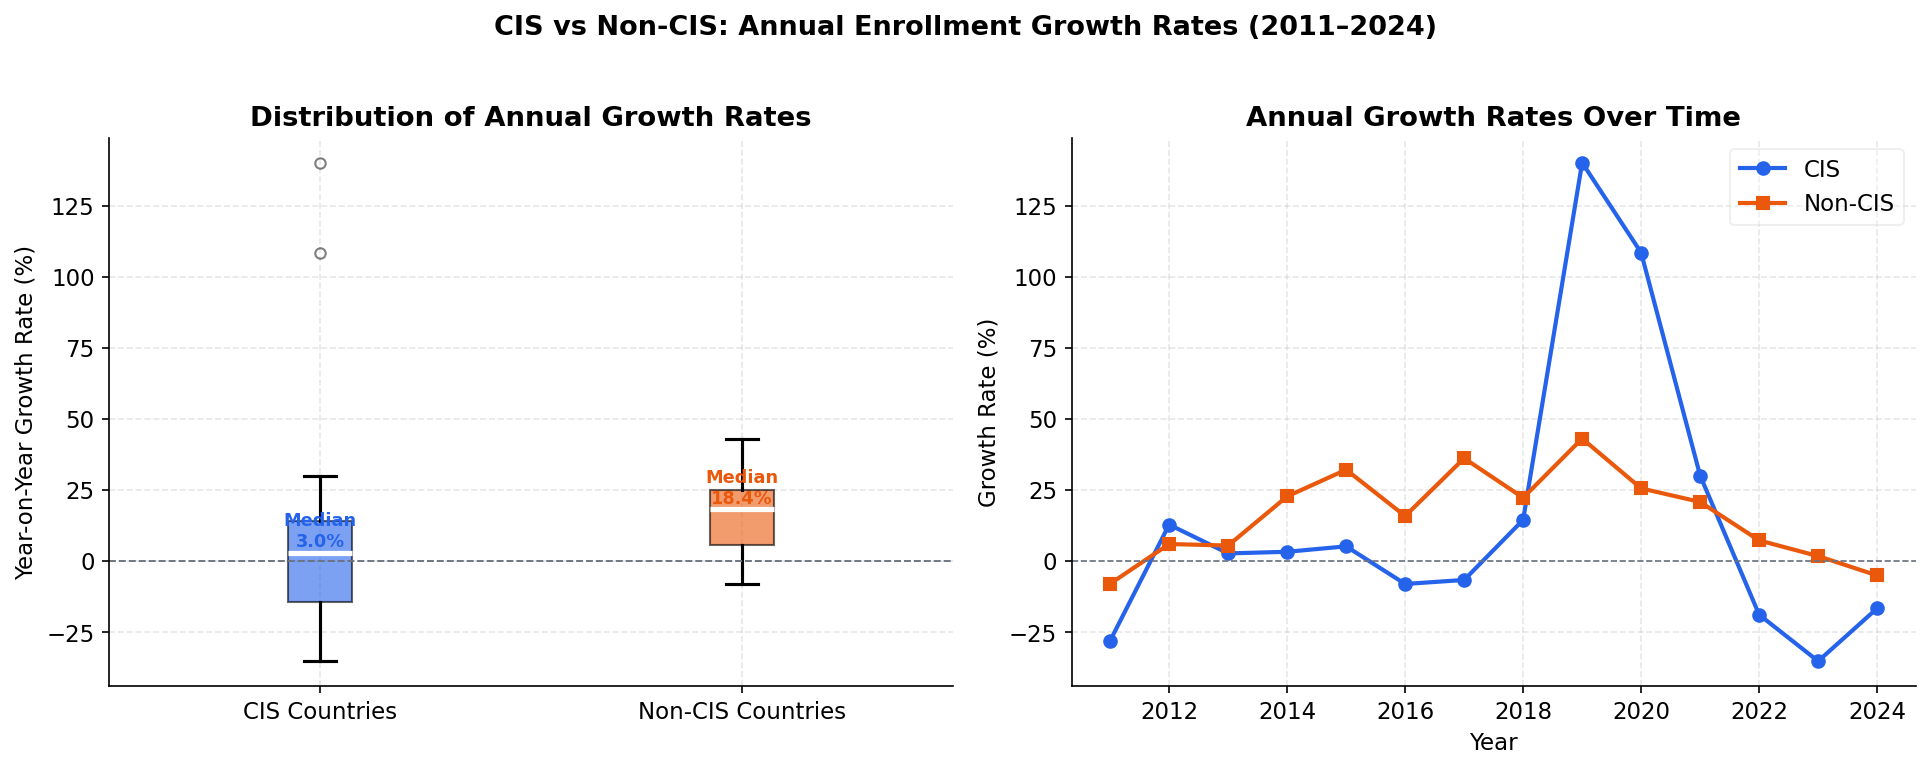 CIS vs Non-CIS: Annual Enrollment Growth Rates (2011–2024)
Distribution of Annual Growth Rates
Year-on-Year Growth Rate (%)
125
100
75
50
25
0
−25
Median
3.0%
Median
18.4%
CIS Countries
Non-CIS Countries
Annual Growth Rates Over Time
Growth Rate (%)
125
100
75
50
25
0
−25
CIS
Non-CIS
2012
2014
2016
2018
2020
2022
2024
Year